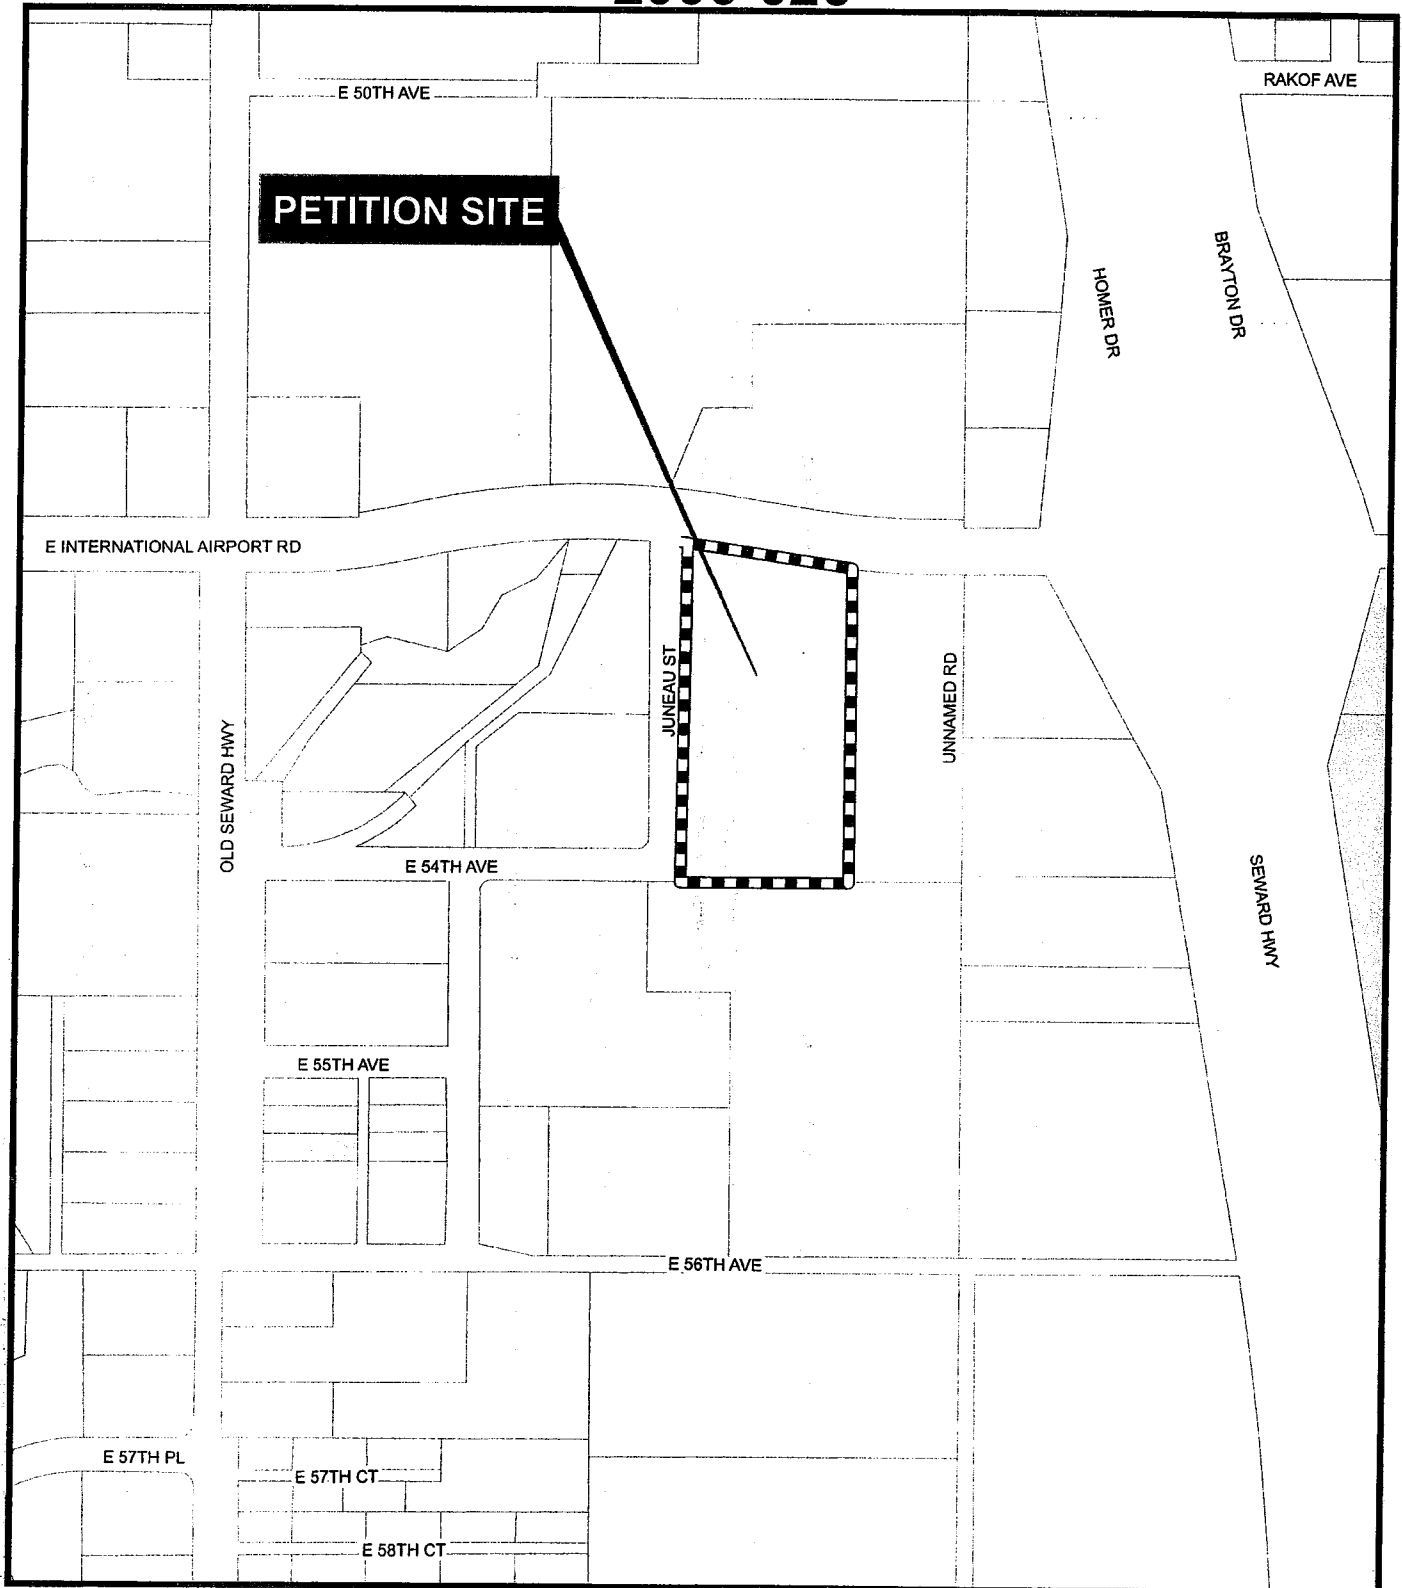 E 50TH AVE
RAKOF AVE
PETITION SITE
BRAYTON DR
HOMER DR
E INTERNATIONAL AIRPORT RD
JUNEAU ST
UNNAMED RD
OLD SEWARD HWY
E 54TH AVE
SEWARD HWY
E 55TH AVE
E 56TH AVE
E 57TH PL
E 57TH CT
E 58TH CT